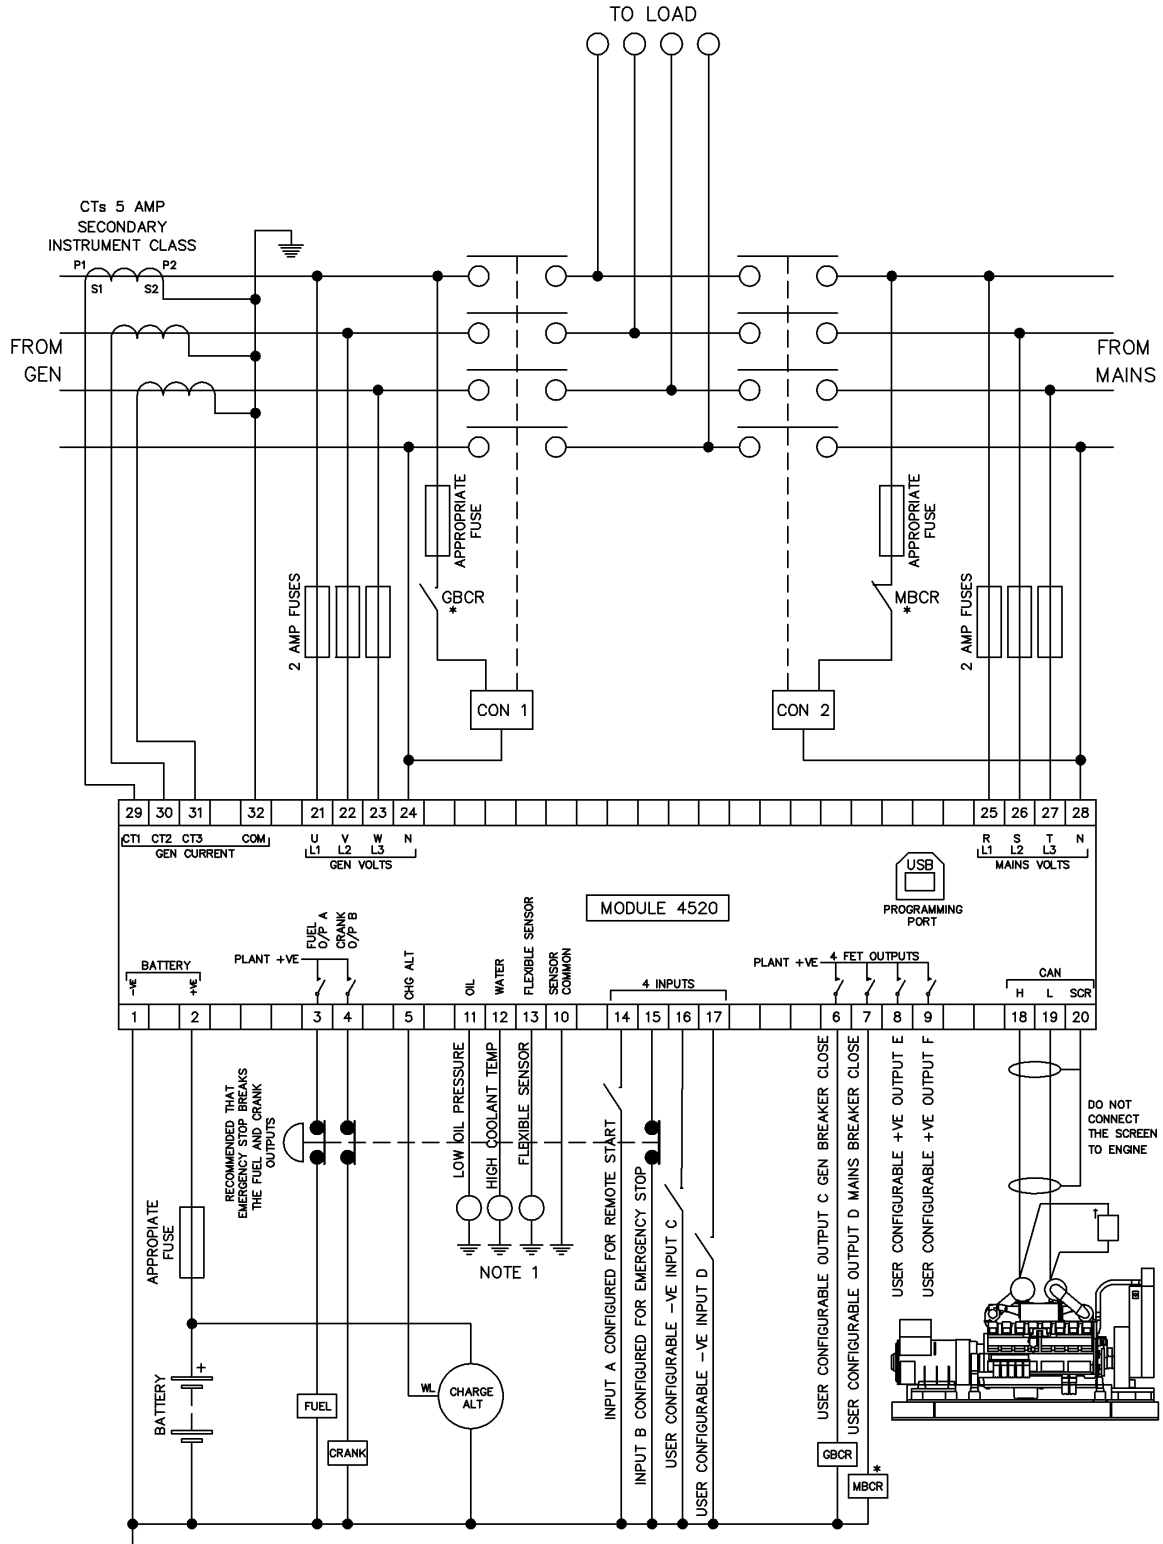 TO LOAD
CTs 5 AMP
SECONDARY
INSTRUMENT CLASS
P1
P2
S1
S2
FROM
GEN
FROM
MAINS
APPROPRIATE
FUSE
APPROPRIATE
FUSE
2 AMP FUSES
GBCR
*
MBCR
*
2 AMP FUSES
CON 1
CON 2
29 30 31 32 21 22 23 24 25 26 27 28
CT1 CT2 CT3 COM
GEN CURRENT
U V W N
L1 L2 L3
GEN VOLTS
R S T N
L1 L2 L3
MAINS VOLTS
USB
PROGRAMMING
PORT
MODULE 4520
BATTERY
-VE
+VE
PLANT +VE
FUEL
O/P A
CRANK
O/P B
CHG ALT
OIL
WATER
FLEXIBLE SENSOR
SENSOR
COMMON
4 INPUTS
PLANT +VE
4 FET OUTPUTS
CAN
H L SCR
1 2 3 4 5 11 12 13 10 14 15 16 17 6 7 8 9 18 19 20
RECOMMENDED THAT
EMERGENCY STOP BREAKS
THE FUEL AND CRANK
OUTPUTS
LOW OIL PRESSURE
HIGH COOLANT TEMP
FLEXIBLE SENSOR
NOTE 1
INPUT A CONFIGURED FOR REMOTE START
INPUT B CONFIGURED FOR EMERGENCY STOP
USER CONFIGURABLE -VE INPUT C
USER CONFIGURABLE -VE INPUT D
USER CONFIGURABLE OUTPUT C GEN BREAKER CLOSE
USER CONFIGURABLE OUTPUT D MAINS BREAKER CLOSE
USER CONFIGURABLE +VE OUTPUT E
USER CONFIGURABLE +VE OUTPUT F
DO NOT
CONNECT
THE SCREEN
TO ENGINE
APPROPIATE
FUSE
BATTERY
+
FUEL
CRANK
WL
CHARGE
ALT
GBCR
*
MBCR